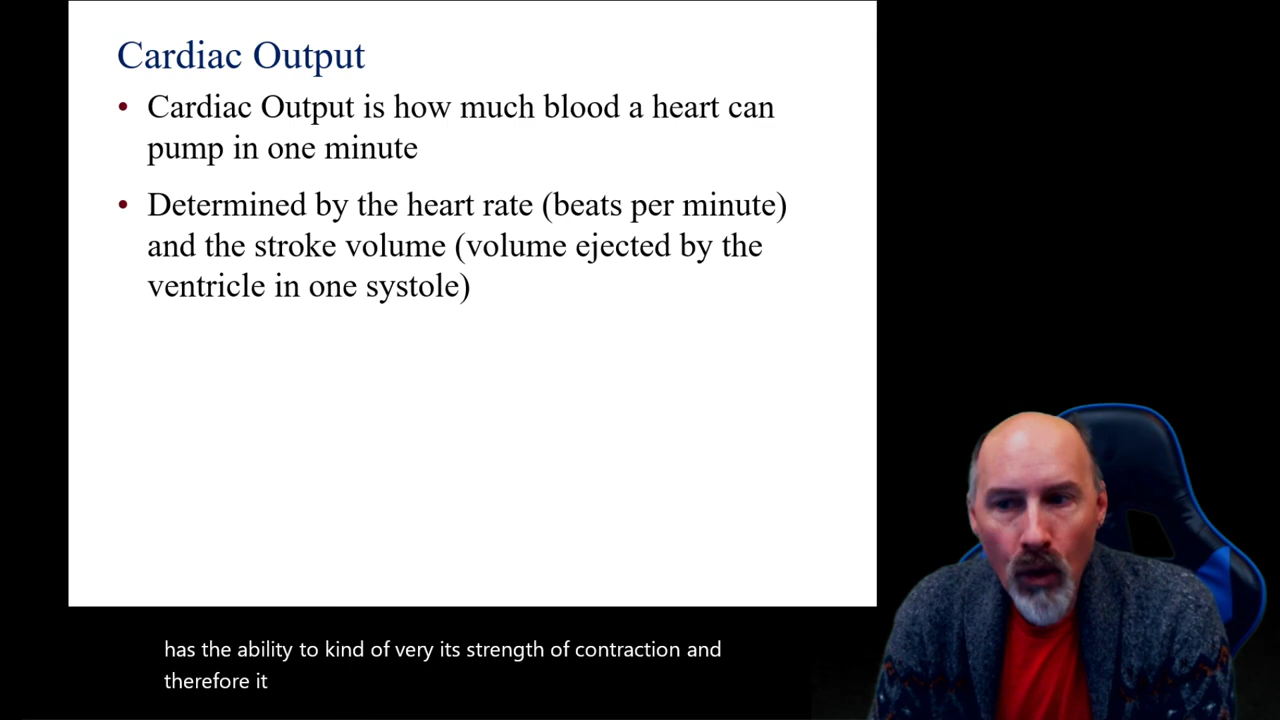 Cardiac Output
• Cardiac Output is how much blood a heart can
pump in one minute
• Determined by the heart rate (beats per minute)
and the stroke volume (volume ejected by the
ventricle in one systole)
has the ability to kind of very its strength of contraction and
therefore it